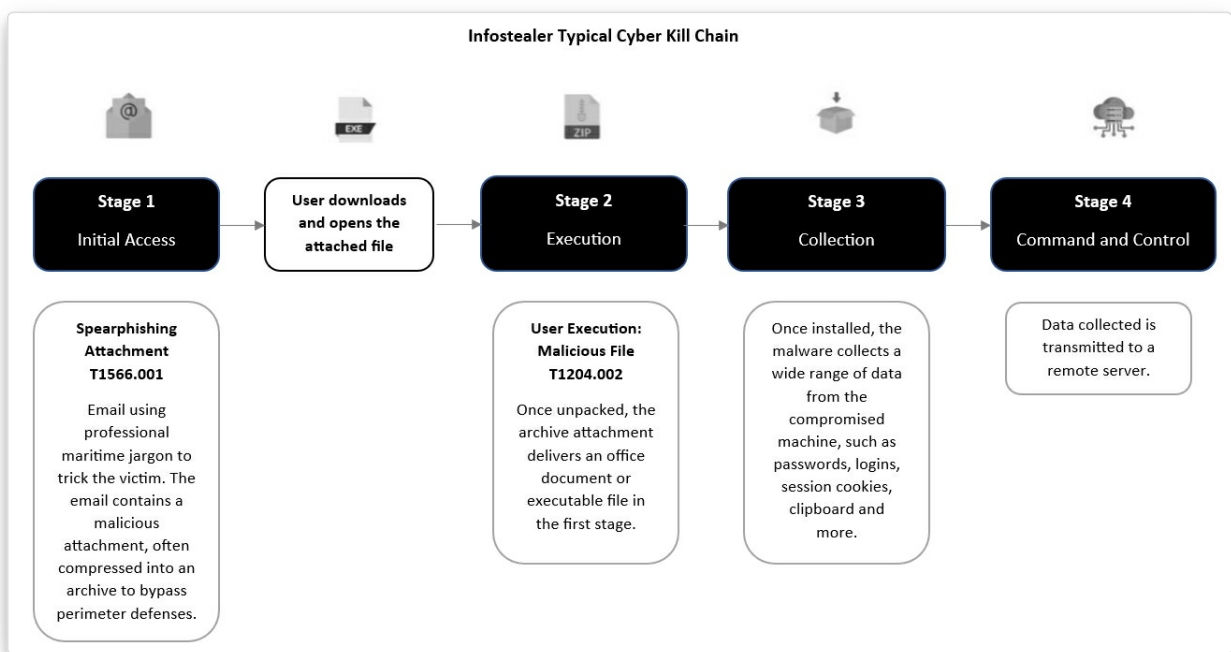 Infostealer Typical Cyber Kill Chain
@
EXE
ZIP
Stage 1
Initial Access
User downloads
and opens the
attached file
Stage 2
Execution
Stage 3
Collection
Stage 4
Command and Control
Spearphishing
Attachment
T1566.001
Email using
professional
maritime jargon to
trick the victim. The
email contains a
malicious
attachment, often
compressed into an
archive to bypass
perimeter defenses.
User Execution:
Malicious File
T1204.002
Once unpacked, the
archive attachment
delivers an office
document or
executable file in
the first stage.
Once installed, the
malware collects a
wide range of data
from the
compromised
machine, such as
passwords, logins,
session cookies,
clipboard and
more.
Data collected is
transmitted to a
remote server.